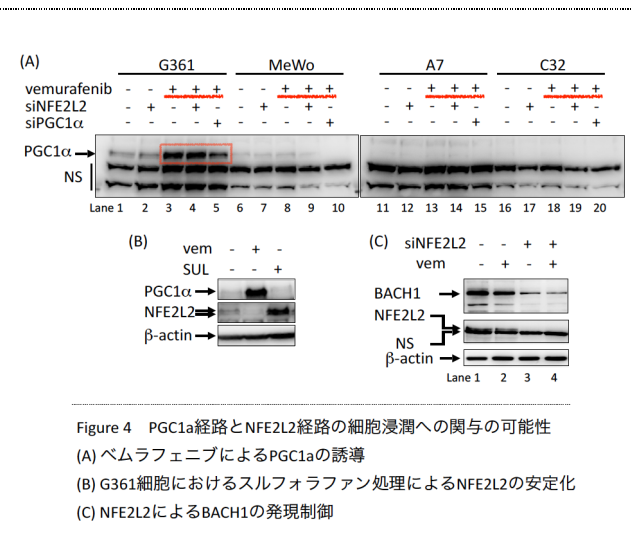 (A)
G361 MeWo A7 C32
vemurafenib - - + + + - - + + + - - + + + - - + + +
siNFE2L2 - + - + - - + - + - - + - + - - + - + -
siPGC1α - - - - + - - - - + - - - - + - - - - +
PGC1α
NS
Lane 1 2 3 4 5 6 7 8 9 10 11 12 13 14 15 16 17 18 19 20
(B)
vem - + -
SUL - - +
PGC1α
NFE2L2
β-actin
(C)
siNFE2L2 - - + +
vem - + - +
BACH1
NFE2L2
NS
β-actin
Lane 1 2 3 4
Figure 4 PGC1a経路とNFE2L2経路の細胞浸潤への関与の可能性
(A) ベムラフェニブによるPGC1aの誘導
(B) G361細胞におけるスルフォラファン処理によるNFE2L2の安定化
(C) NFE2L2によるBACH1の発現制御